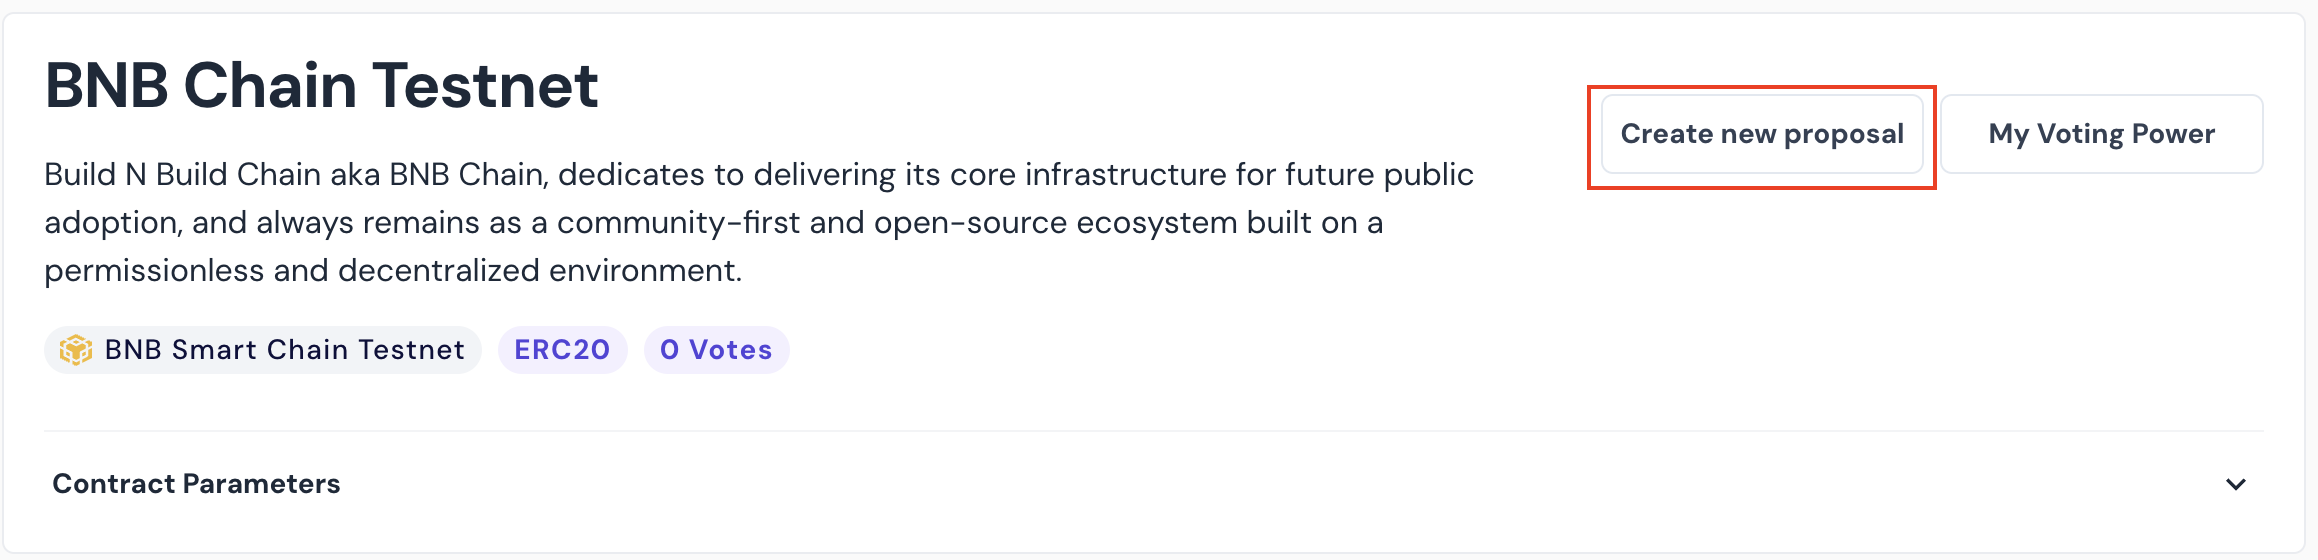 BNB Chain Testnet
Create new proposal
My Voting Power
Build N Build Chain aka BNB Chain, dedicates to delivering its core infrastructure for future public
adoption, and always remains as a community-first and open-source ecosystem built on a
permissionless and decentralized environment.
BNB Smart Chain Testnet
ERC20
0 Votes
Contract Parameters